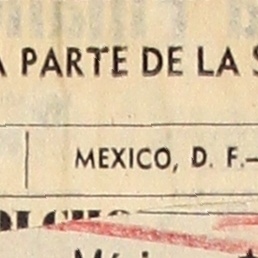 A PARTE DE LA S
MEXICO, D. F.—